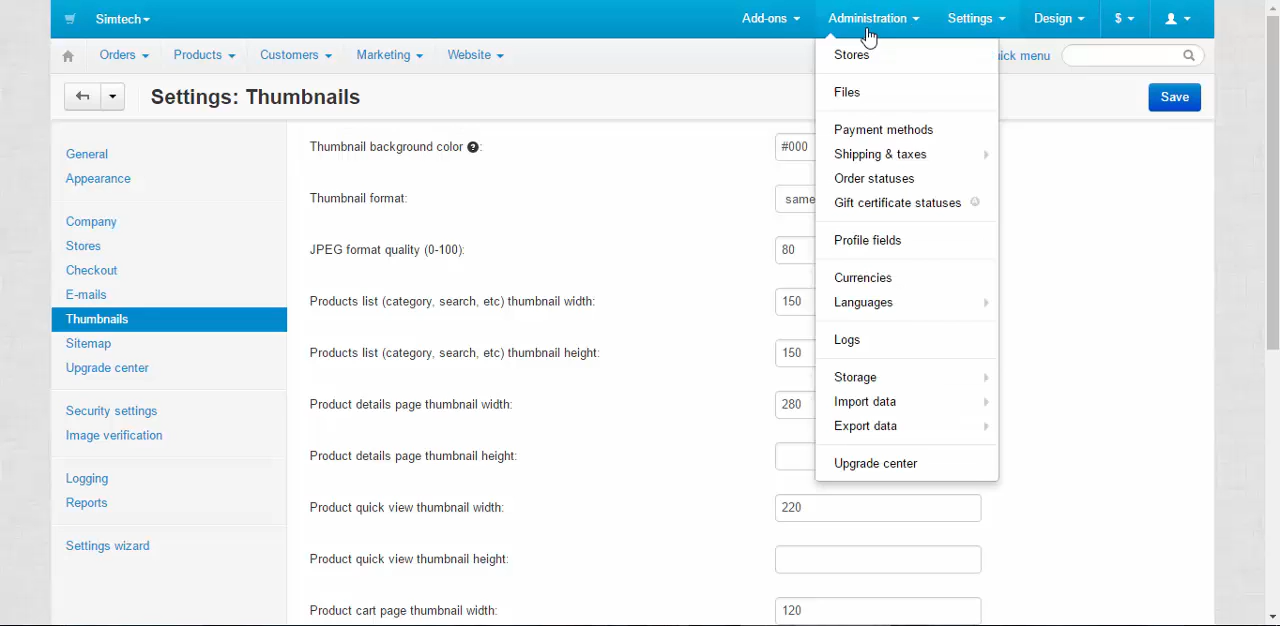 Simtech
Add-ons
Administration
Settings
Design
$
Orders
Products
Customers
Marketing
Website
ick menu
Settings: Thumbnails
Save
General
Appearance
Company
Stores
Checkout
E-mails
Thumbnails
Sitemap
Upgrade center
Security settings
Image verification
Logging
Reports
Settings wizard
Thumbnail background color ?:
#000
Thumbnail format:
same
JPEG format quality (0-100):
80
Products list (category, search, etc) thumbnail width:
150
Products list (category, search, etc) thumbnail height:
150
Product details page thumbnail width:
280
Product details page thumbnail height:
Product quick view thumbnail width:
220
Product quick view thumbnail height:
Product cart page thumbnail width:
120
Stores
Files
Payment methods
Shipping & taxes
Order statuses
Gift certificate statuses
Profile fields
Currencies
Languages
Logs
Storage
Import data
Export data
Upgrade center